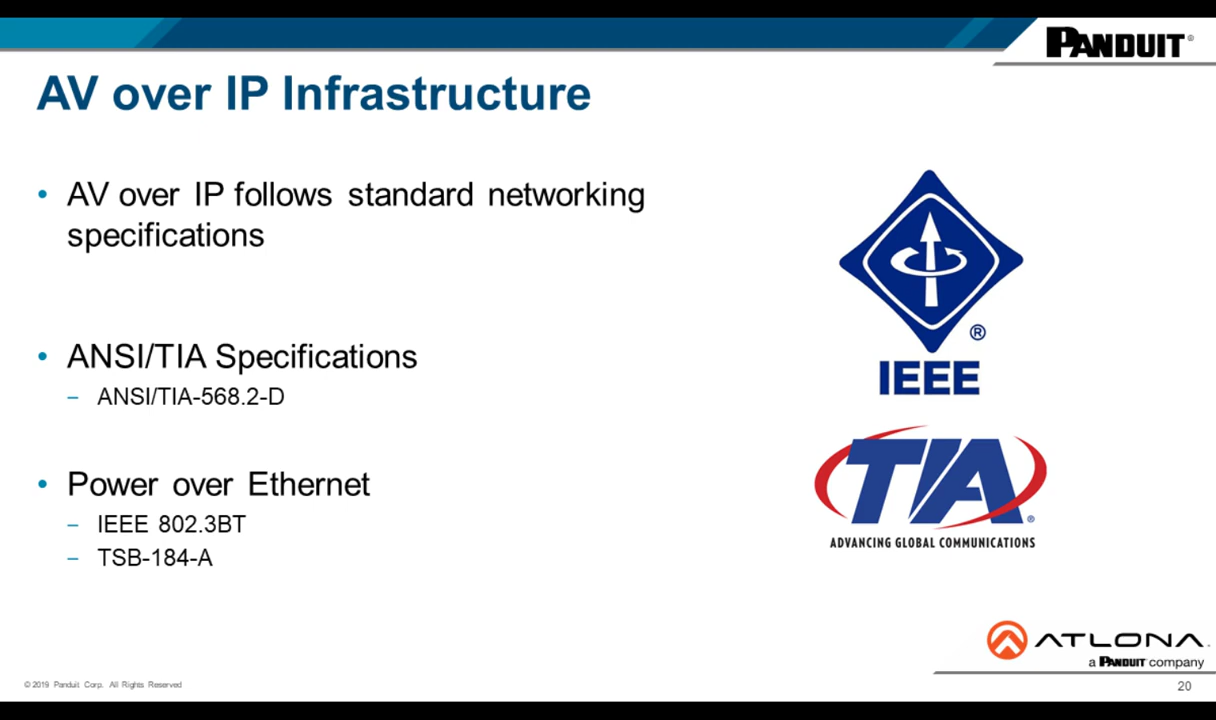 PANDUIT®
AV over IP Infrastructure
• AV over IP follows standard networking
specifications
• ANSI/TIA Specifications
– ANSI/TIA-568.2-D
• Power over Ethernet
– IEEE 802.3BT
– TSB-184-A
®
IEEE
TIA®
ADVANCING GLOBAL COMMUNICATIONS
ATLONA.
a PANDUIT company
© 2019 Panduit Corp. All Rights Reserved
20